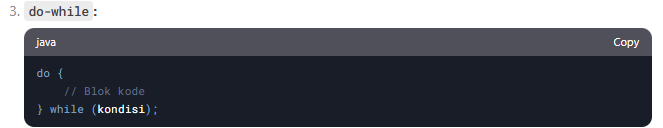 3. do-while:
java Copy
do {
    // Blok kode
} while (kondisi);